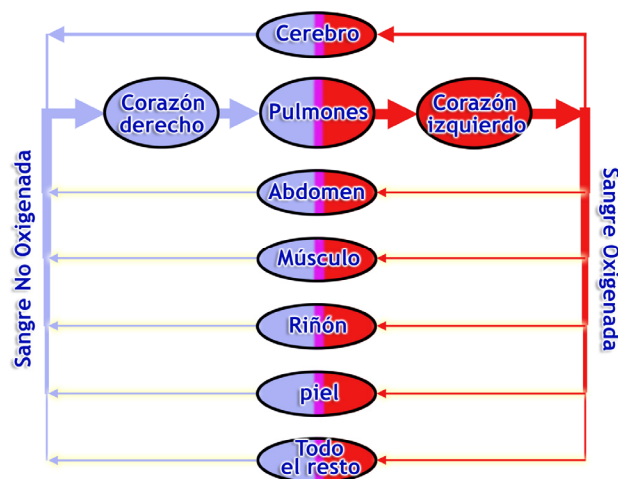 Cerebro
Corazón
derecho
Pulmones
Corazón
izquierdo
Abdomen
Músculo
Riñón
piel
Todo
el resto
Sangre No Oxigenada
Sangre Oxigenada